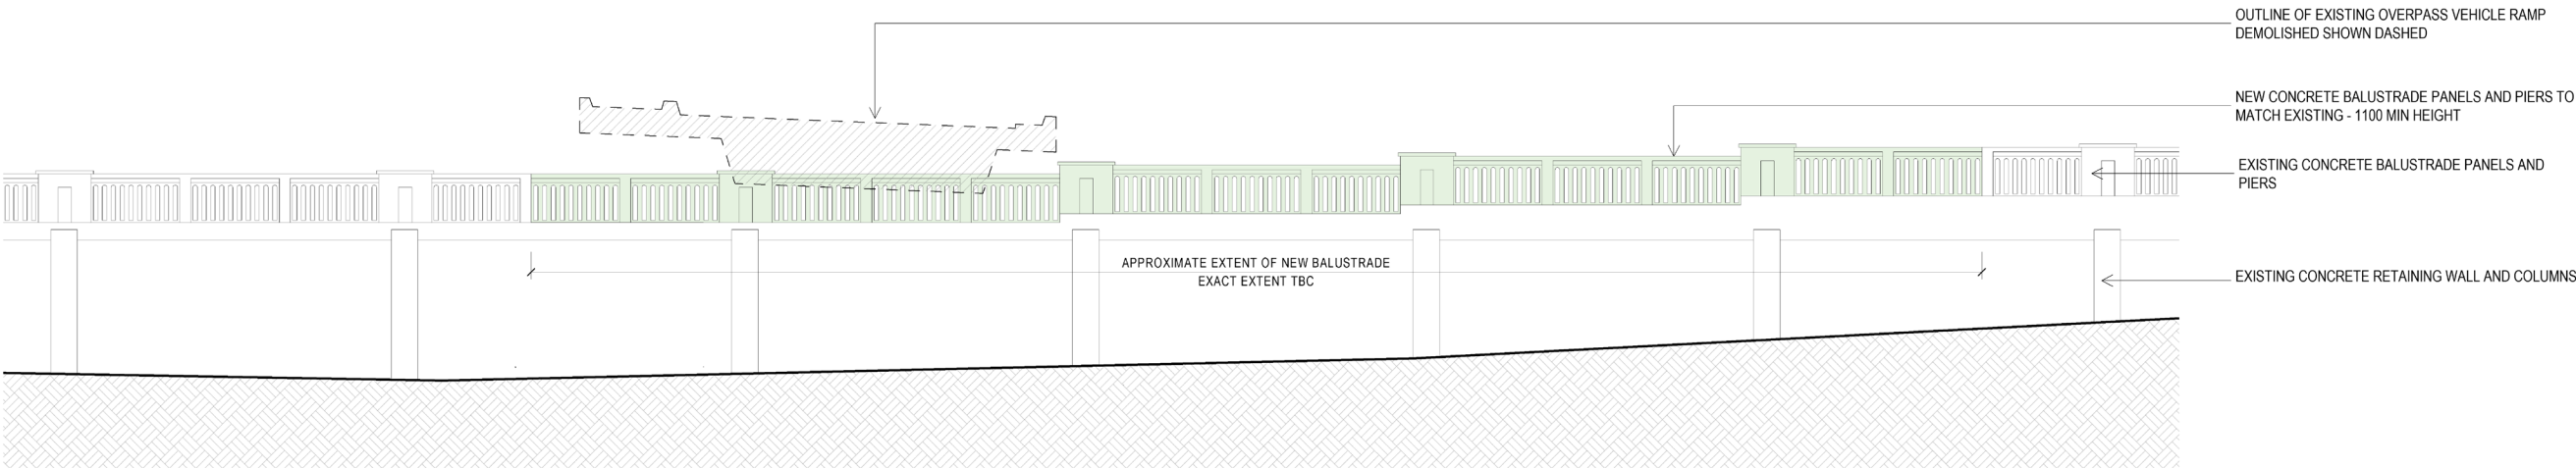 OUTLINE OF EXISTING OVERPASS VEHICLE RAMP
DEMOLISHED SHOWN DASHED
NEW CONCRETE BALUSTRADE PANELS AND PIERS TO
MATCH EXISTING - 1100 MIN HEIGHT
EXISTING CONCRETE BALUSTRADE PANELS AND
PIERS
APPROXIMATE EXTENT OF NEW BALUSTRADE
EXACT EXTENT TBC
EXISTING CONCRETE RETAINING WALL AND COLUMNS